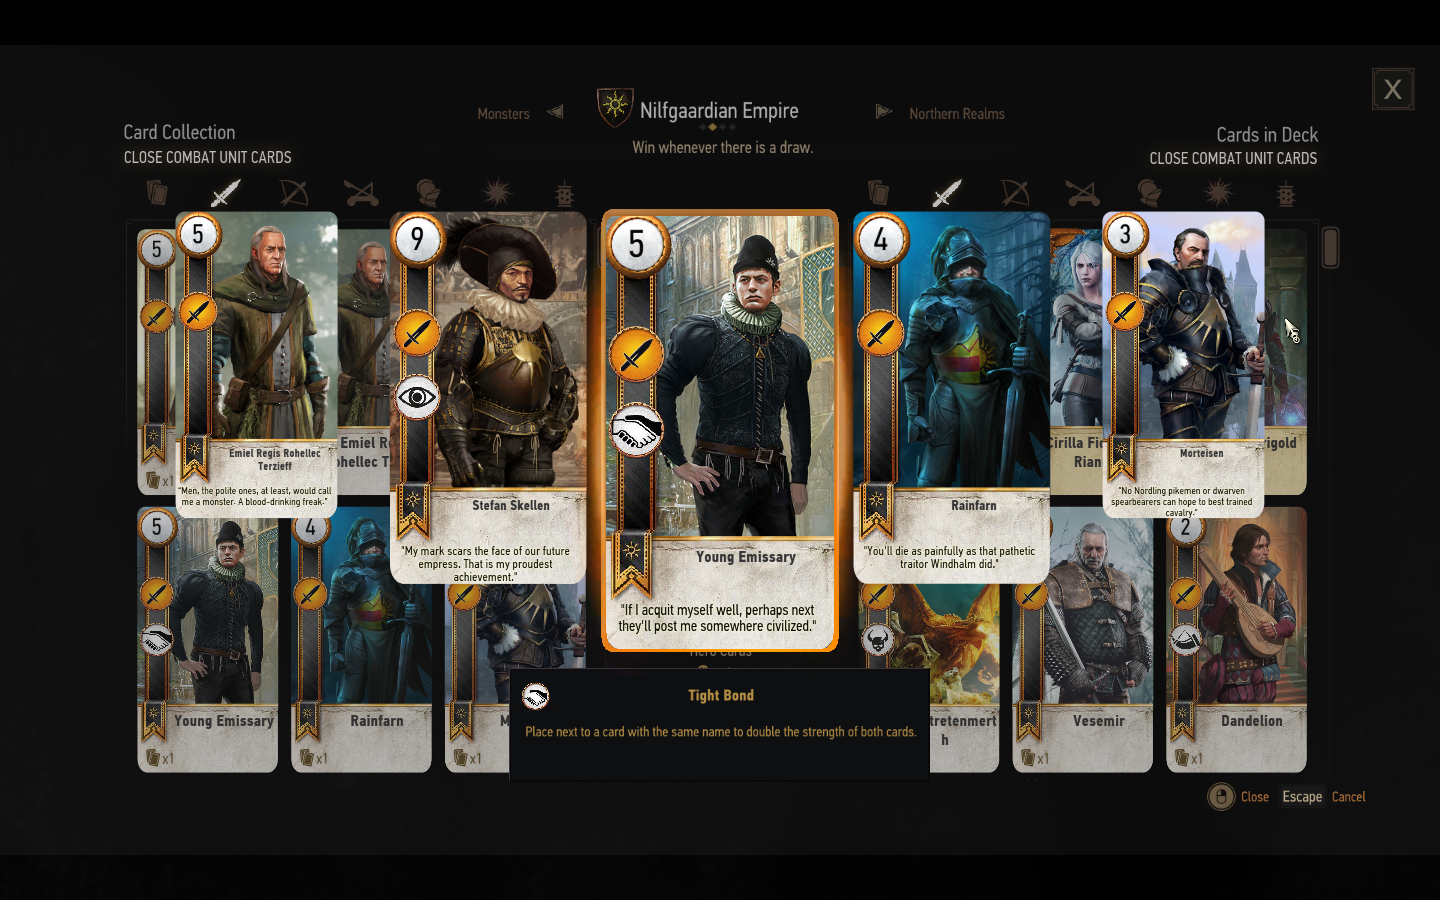 X
Monsters
Nilfgaardian Empire
Northern Realms
Card Collection
Cards in Deck
CLOSE COMBAT UNIT CARDS
Win whenever there is a draw.
CLOSE COMBAT UNIT CARDS
5
5
9
5
4
3
Emiel Regis Rohellec
Terzieff
"Men, the polite ones, at least, would call
me a monster. A blood-drinking freak."
x1
Emiel
Stefan Skellen
"My mark scars the face of our future
empress. That is my proudest
achievement."
Young Emissary
"If I acquit myself well, perhaps next
they'll post me somewhere civilized."
Rainfarn
"You'll die as painfully as that pathetic
traitor Windhalm did."
Cirilla
Morteisen
"No Nordling pikemen or dwarven
spearbearers can hope to best trained
cavalry."
5
4
2
Hero Cards
Young Emissary
x1
Rainfarn
x1
x1
Tight Bond
Place next to a card with the same name to double the strength of both cards.
tretenmert
h
x1
Vesemir
x1
Dandelion
x1
Close
Escape
Cancel